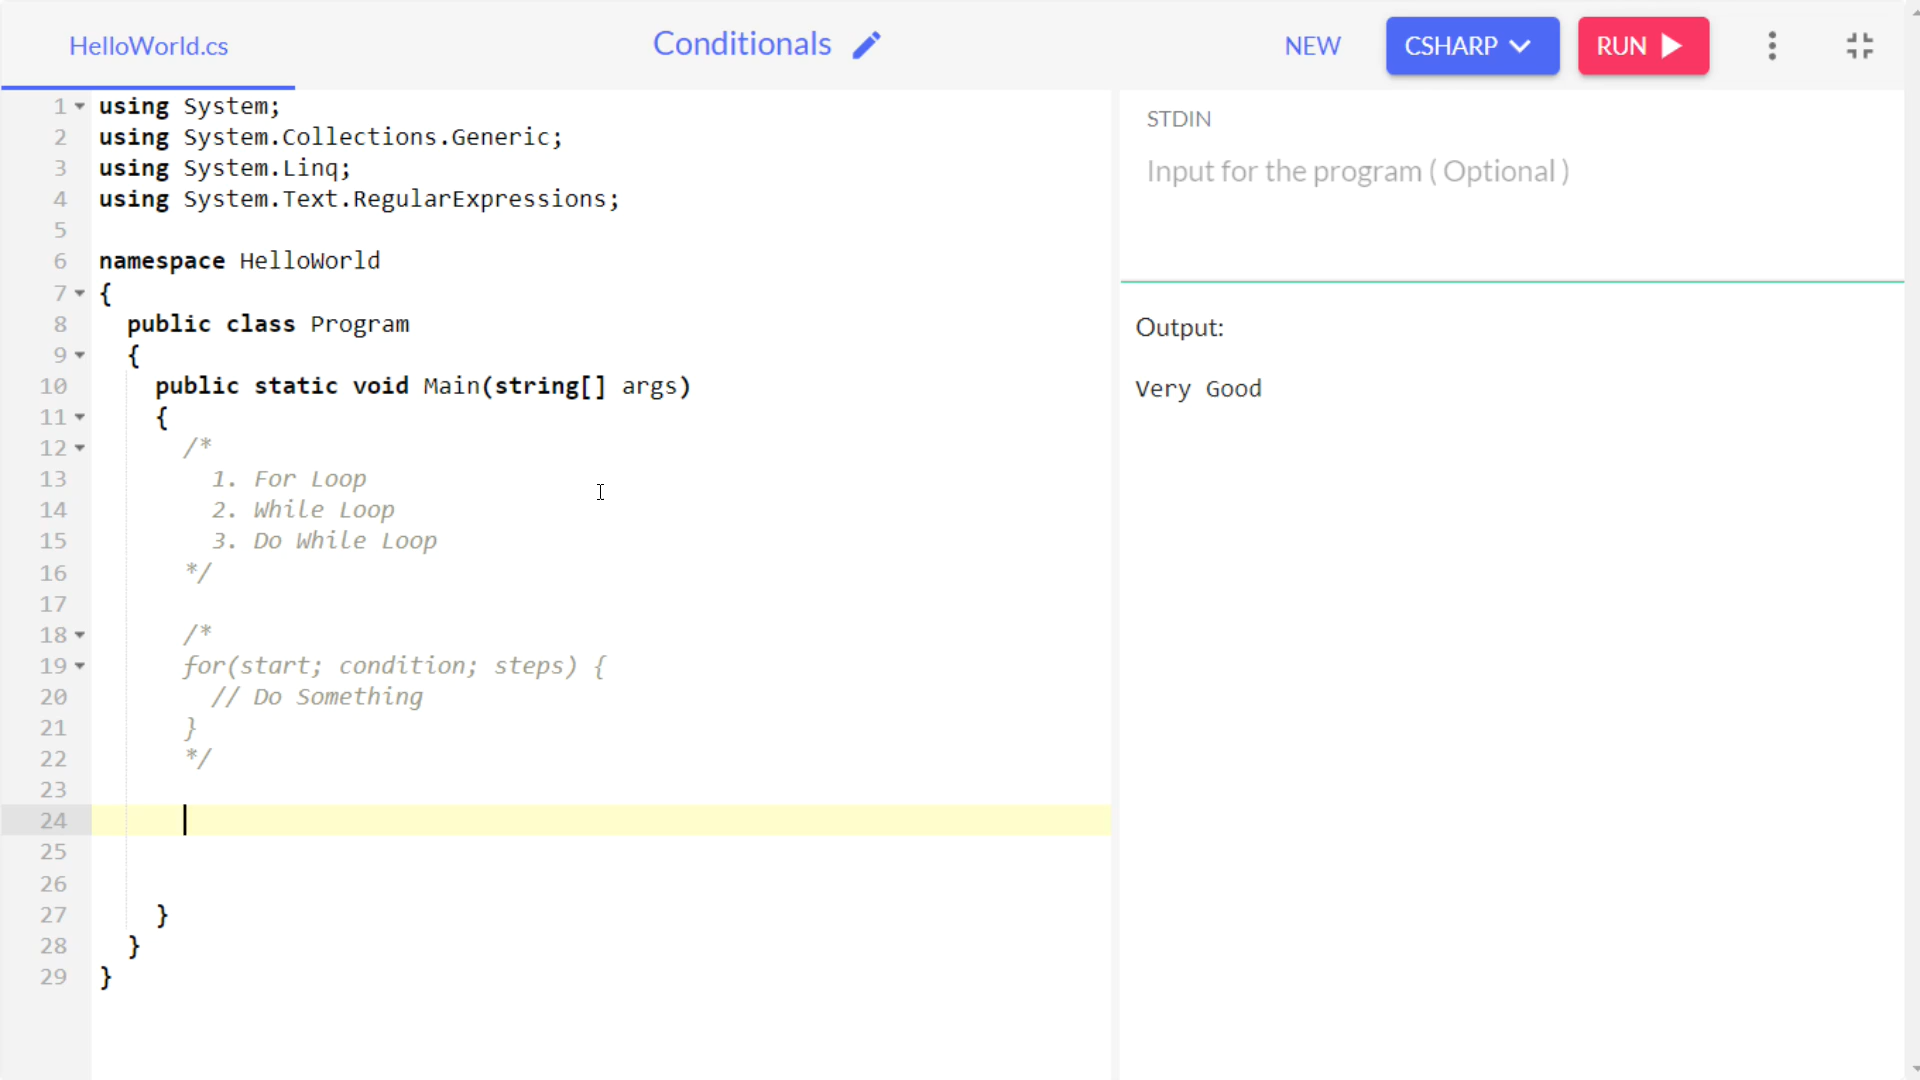 HelloWorld.cs
Conditionals
NEW
CSHARP
RUN
1 using System;
2 using System.Collections.Generic;
3 using System.Linq;
4 using System.Text.RegularExpressions;
5
6 namespace HelloWorld
7 {
8 public class Program
9 {
10 public static void Main(string[] args)
11 {
12 /*
13 1. For Loop
14 2. While Loop
15 3. Do While Loop
16 */
17
18 /*
19 for(start; condition; steps) {
20 // Do Something
21 }
22 */
23
24
25
26
27 }
28 }
29 }
STDIN
Input for the program ( Optional )
Output:
Very Good